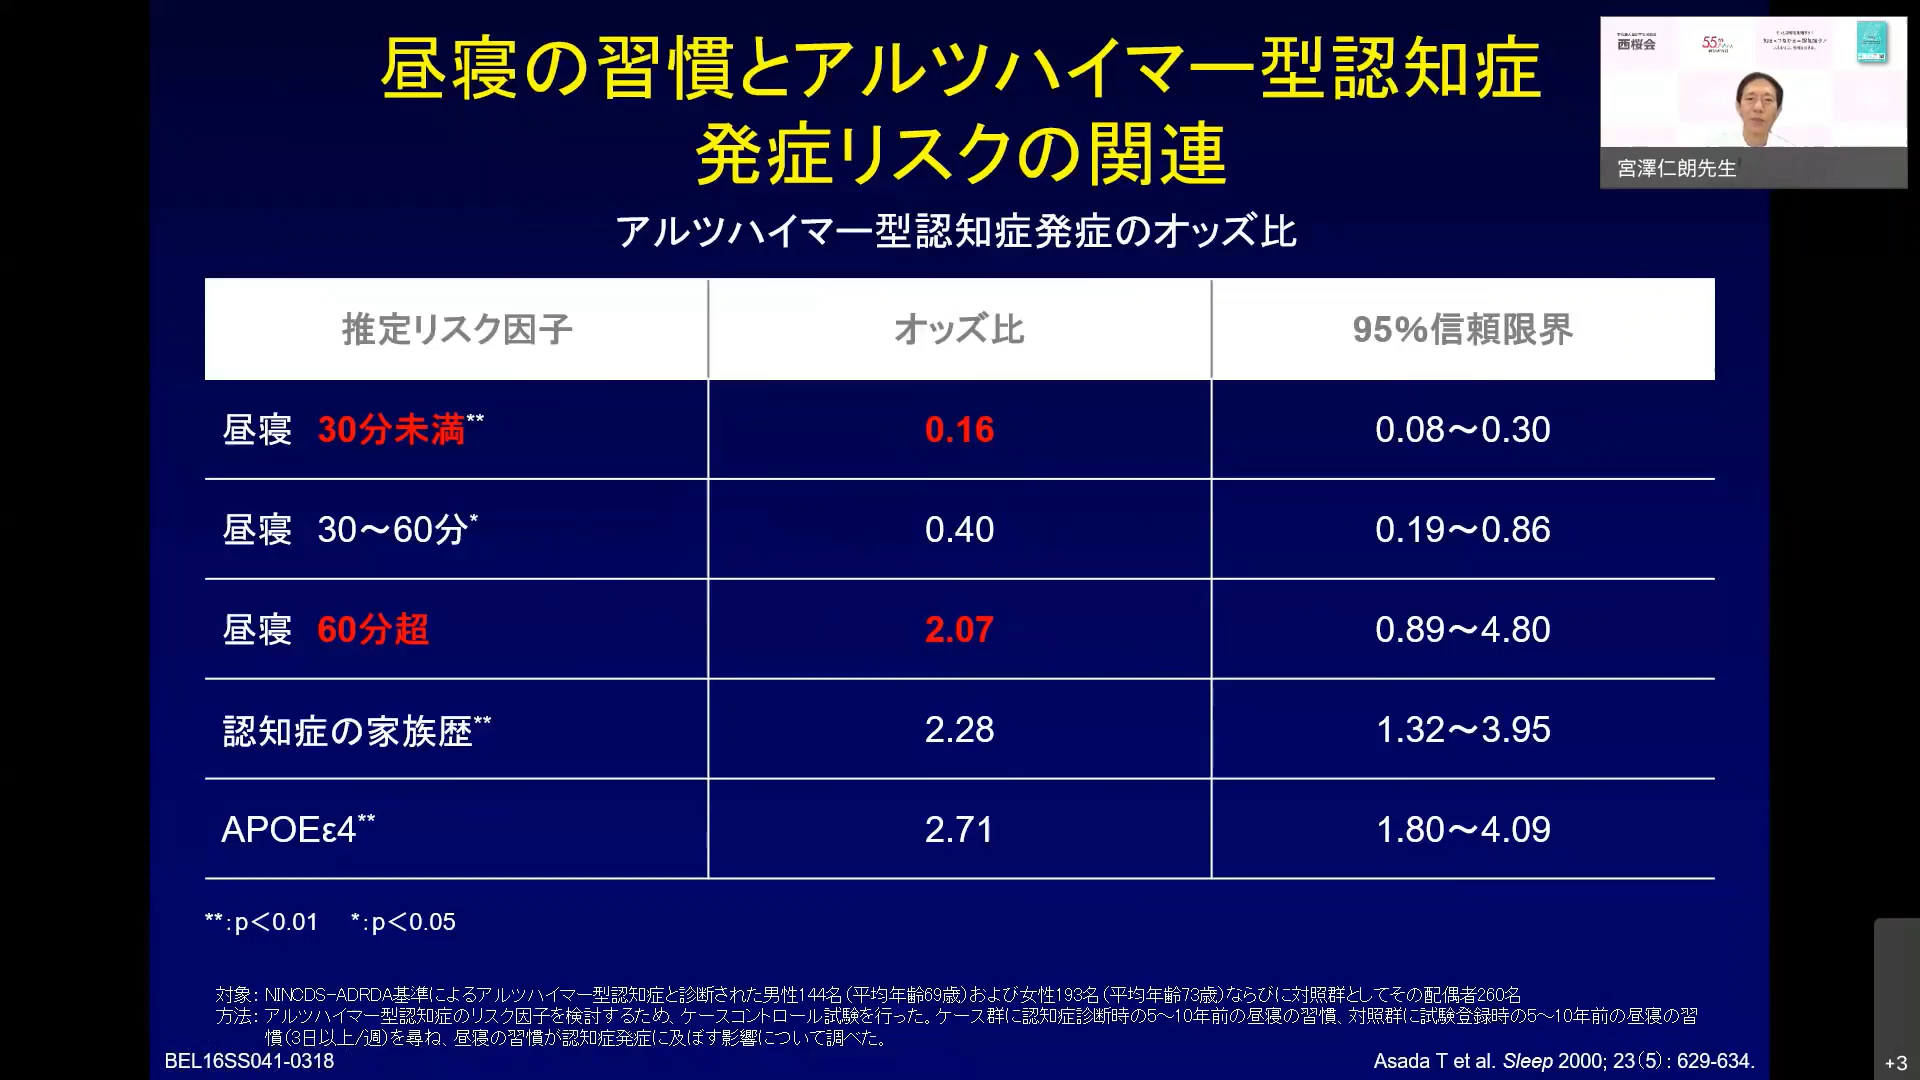 昼寝の習慣とアルツハイマー型認知症
発症リスクの関連
西桜会
55
宮澤仁朗先生
アルツハイマー型認知症発症のオッズ比
推定リスク因子 オッズ比 95%信頼限界
昼寝 30分未満** 0.16 0.08～0.30
昼寝 30～60分* 0.40 0.19～0.86
昼寝 60分超 2.07 0.89～4.80
認知症の家族歴** 2.28 1.32～3.95
APOEε4** 2.71 1.80～4.09
**：p＜0.01 *：p＜0.05
対象： NINCDS-ADRDA基準によるアルツハイマー型認知症と診断された男性144名（平均年齢69歳）および女性193名（平均年齢73歳）ならびに対照群としてその配偶者260名
方法： アルツハイマー型認知症のリスク因子を検討するため、ケースコントロール試験を行った。ケース群に認知症診断時の5～10年前の昼寝の習慣、対照群に試験登録時の5～10年前の昼寝の習
慣（3日以上/週）を尋ね、昼寝の習慣が認知症発症に及ぼす影響について調べた。
BEL16SS041-0318
Asada T et al. Sleep 2000; 23（5）: 629-634.
+3